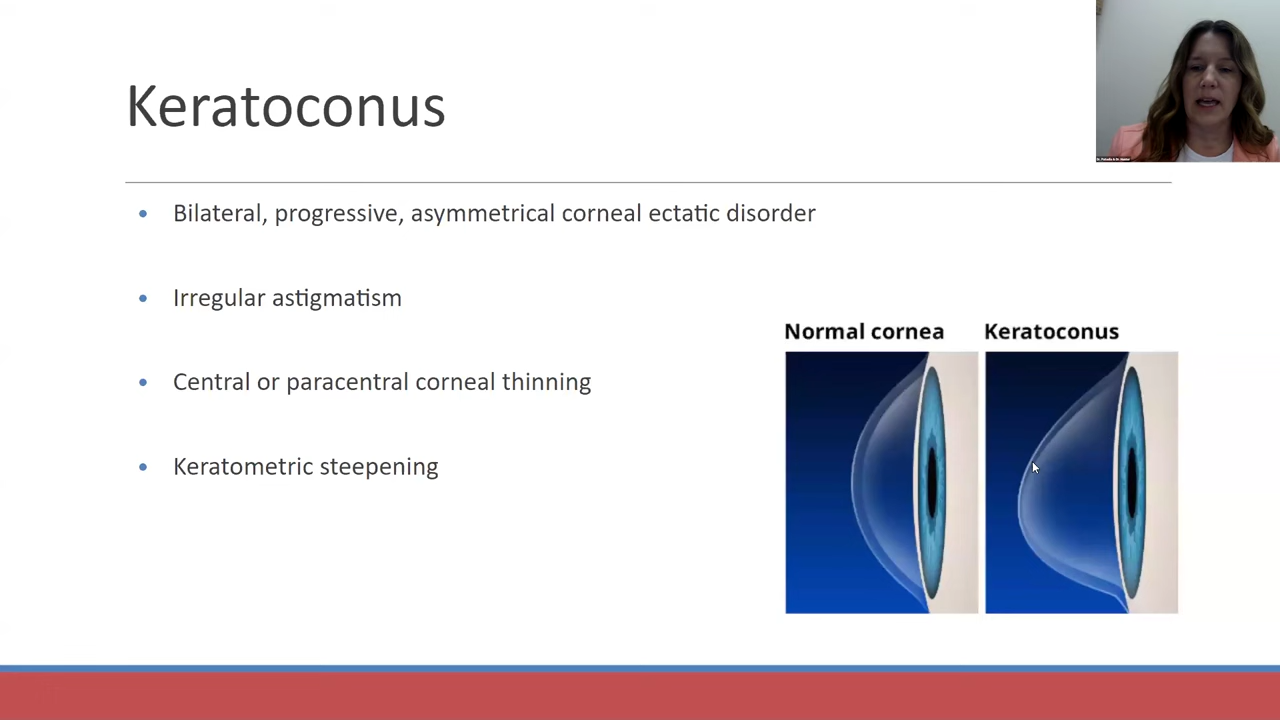 Keratoconus
• Bilateral, progressive, asymmetrical corneal ectatic disorder
• Irregular astigmatism
• Central or paracentral corneal thinning
• Keratometric steepening
Normal cornea
Keratoconus